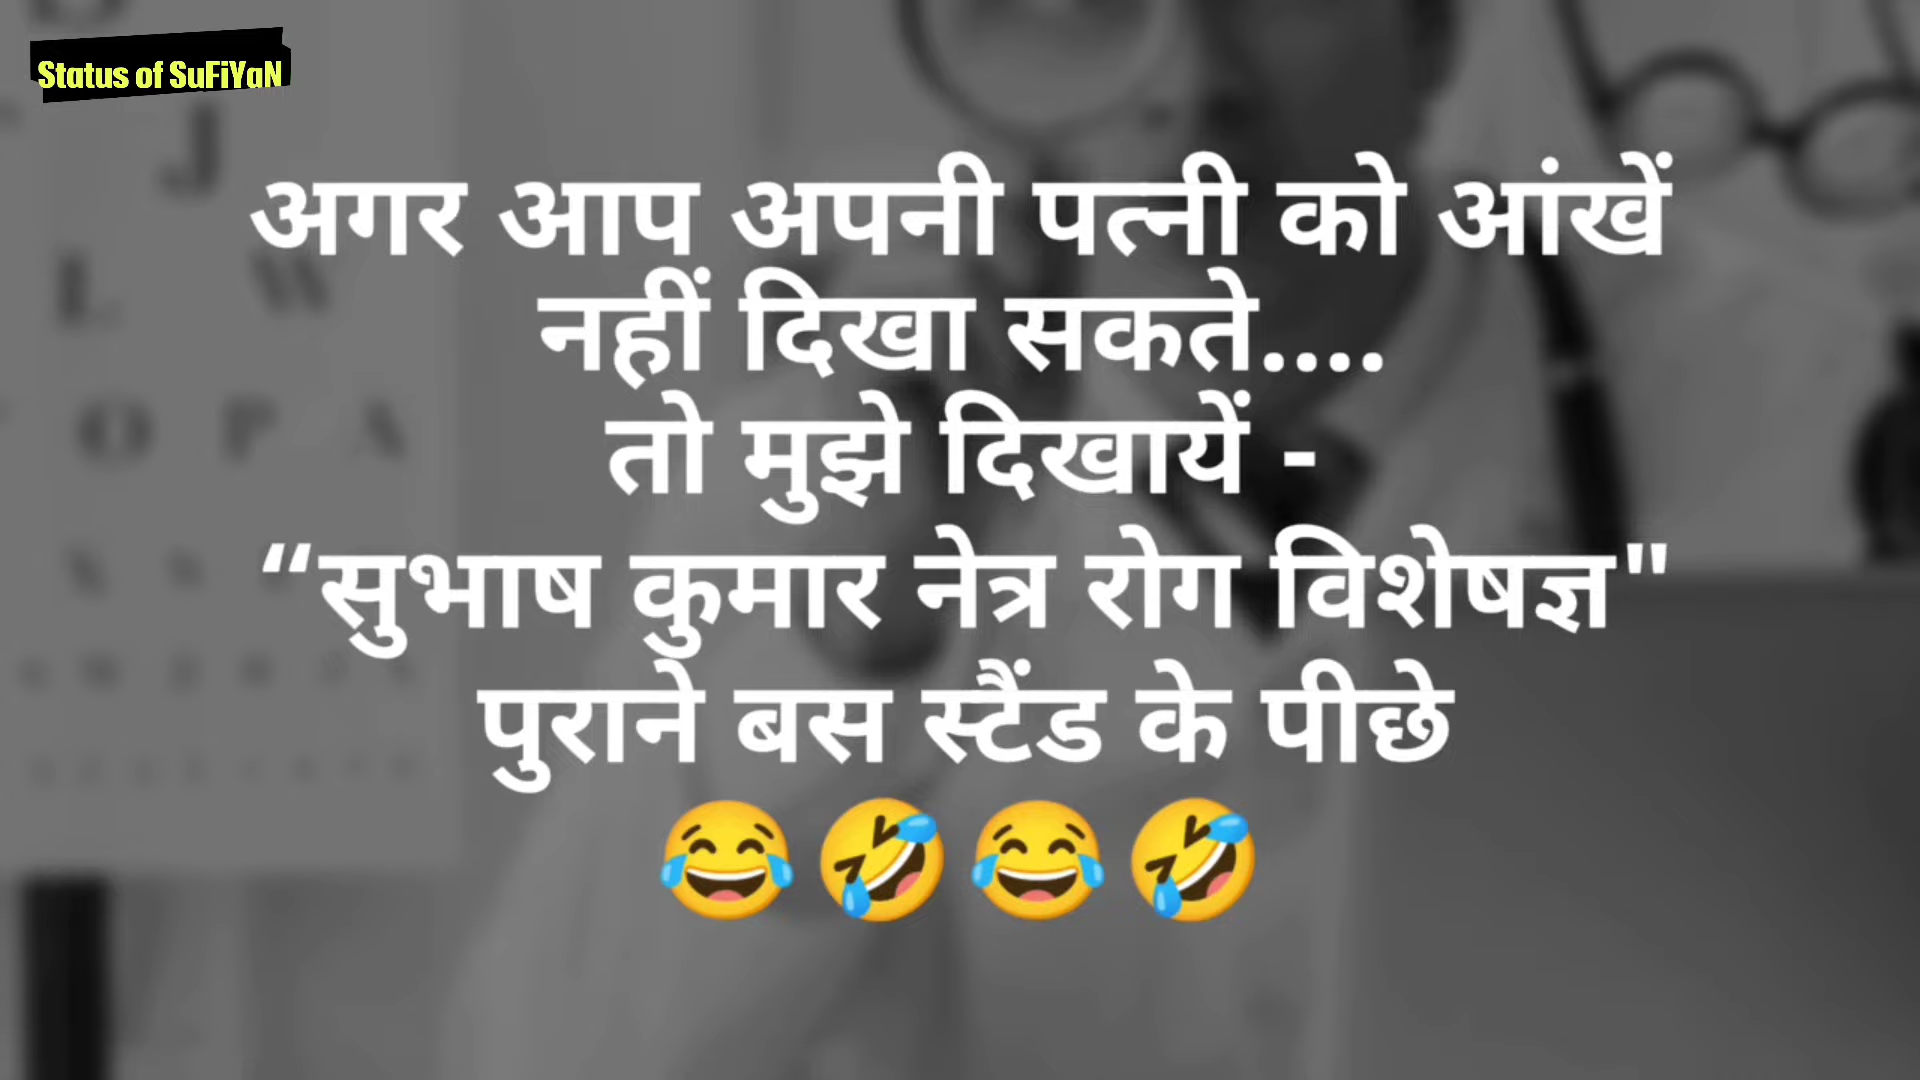 Status of SuFiYaN
अगर आप अपनी पत्नी को आंखें
नहीं दिखा सकते....
तो मुझे दिखायें -
“सुभाष कुमार नेत्र रोग विशेषज्ञ"
पुराने बस स्टैंड के पीछे
😂🤣😂🤣
J
L W
O P A